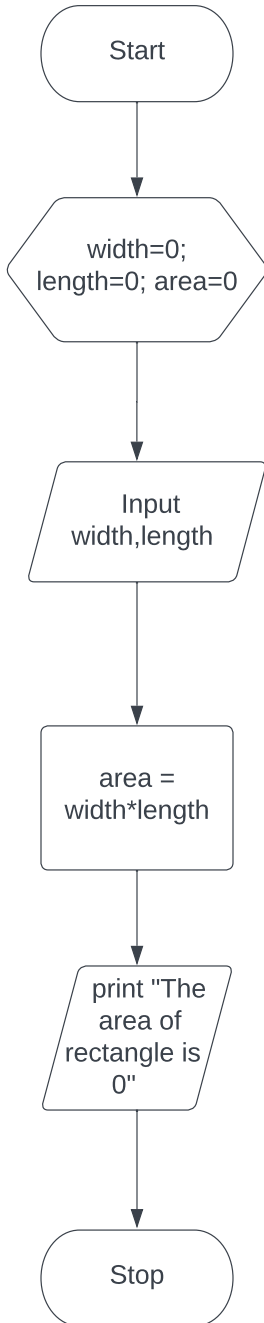 Start
width=0;
length=0; area=0
Input
width,length
area =
width*length
print "The
area of
rectangle is
0"
Stop